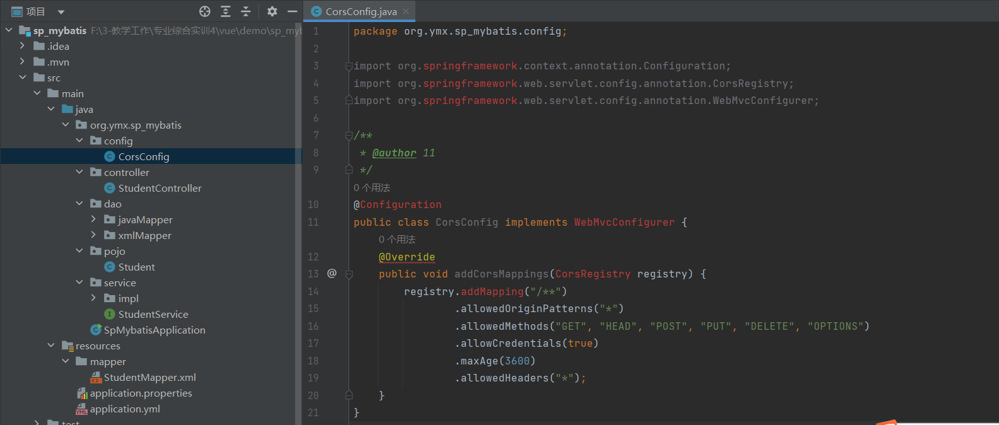 项目
sp_mybatis F:\3-教学工作\专业综合实训4\vue\demo\sp_myb
.idea
.mvn
src
main
java
org.ymx.sp_mybatis
config
CorsConfig
controller
StudentController
dao
javaMapper
xmlMapper
pojo
Student
service
impl
StudentService
SpMybatisApplication
resources
mapper
StudentMapper.xml
application.properties
application.yml
test
CorsConfig.java
1 package org.ymx.sp_mybatis.config;
2
3 import org.springframework.context.annotation.Configuration;
4 import org.springframework.web.servlet.config.annotation.CorsRegistry;
5 import org.springframework.web.servlet.config.annotation.WebMvcConfigurer;
6
7 /**
8 * @author 11
9 */
0 个用法
10 @Configuration
11 public class CorsConfig implements WebMvcConfigurer {
0 个用法
12 @Override
13 @ public void addCorsMappings(CorsRegistry registry) {
14 registry.addMapping("/**")
15 .allowedOriginPatterns("*")
16 .allowedMethods("GET", "HEAD", "POST", "PUT", "DELETE", "OPTIONS")
17 .allowCredentials(true)
18 .maxAge(3600)
19 .allowedHeaders("*");
20 }
21 }